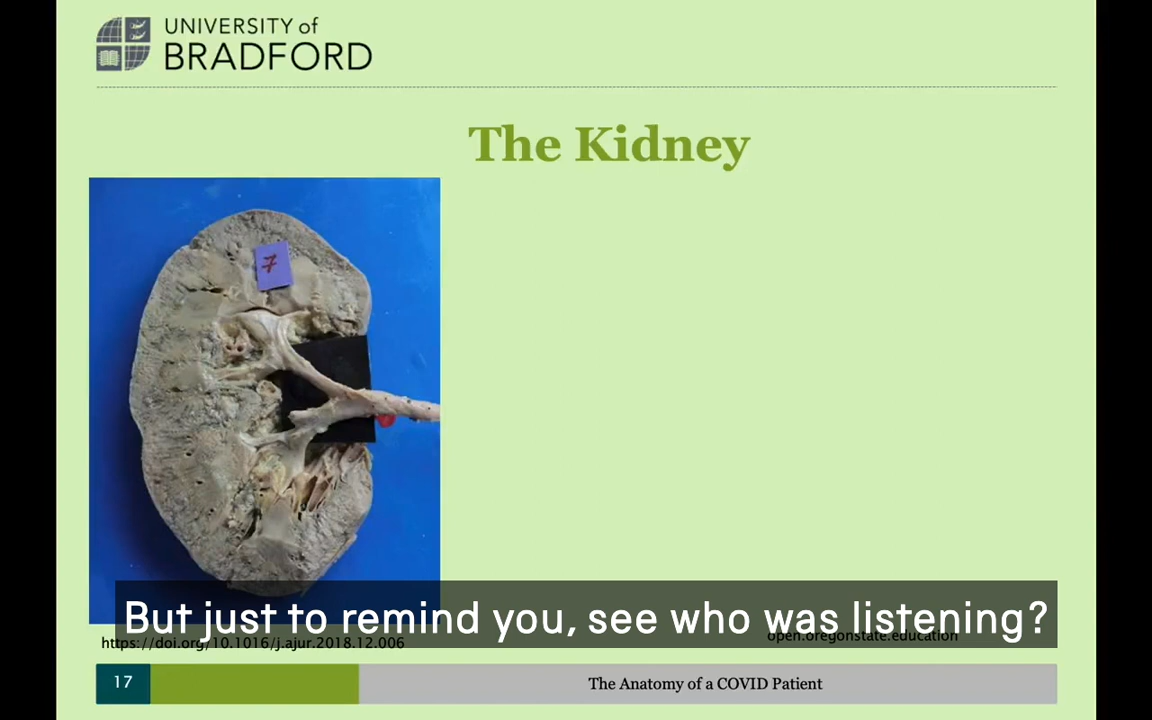 UNIVERSITY of
BRADFORD
The Kidney
7
But just to remind you, see who was listening?
https://doi.org/10.1016/j.ajur.2018.12.006
open.oregonstate.education
17
The Anatomy of a COVID Patient